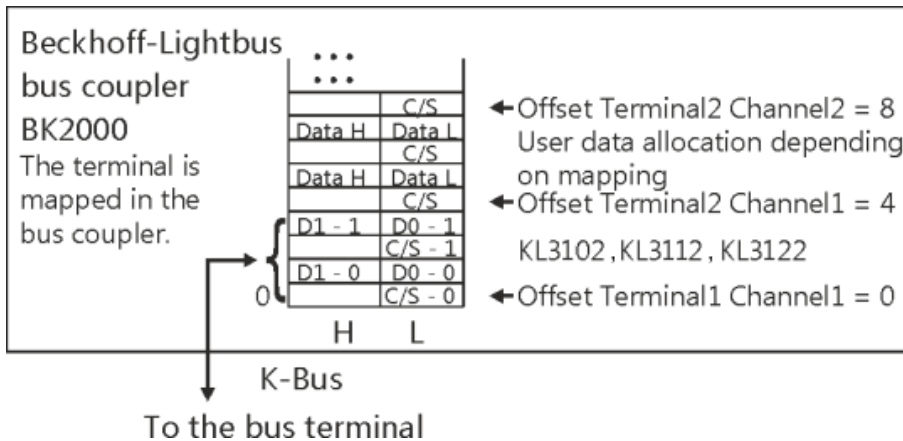 Beckhoff-Lightbus
bus coupler
BK2000
The terminal is
mapped in the
bus coupler.
C/S
Data H Data L
C/S
Data H Data L
C/S
D1 - 1 D0 - 1
C/S - 1
D1 - 0 D0 - 0
0 C/S - 0
H L
Offset Terminal2 Channel2 = 8
User data allocation depending
on mapping
Offset Terminal2 Channel1 = 4
KL3102 ,KL3112 , KL3122
Offset Terminal1 Channel1 = 0
K-Bus
To the bus terminal